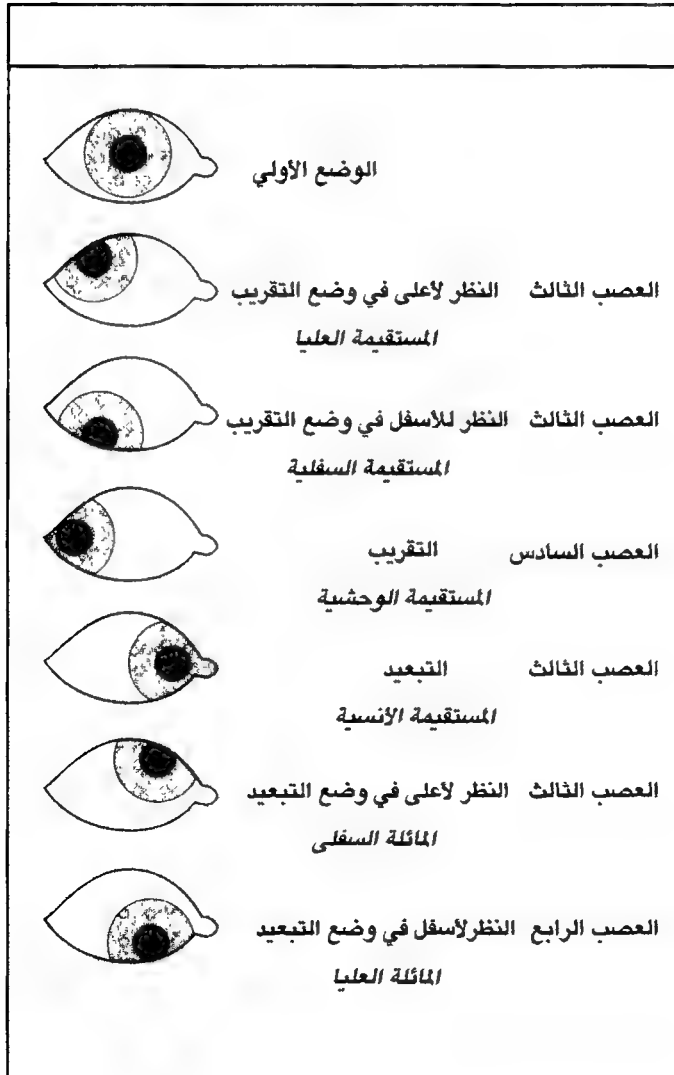 الوضع الأولي
العصب الثالث النظر لأعلى في وضع التقريب
المستقيمة العليا
العصب الثالث النظر للأسفل في وضع التقريب
المستقيمة السفلية
العصب السادس التقريب
المستقيمة الوحشية
العصب الثالث التبعيد
المستقيمة الأنسية
العصب الثالث النظر لأعلى في وضع التبعيد
المائلة السفلى
العصب الرابع النظرلأسفل في وضع التبعيد
المائلة العليا